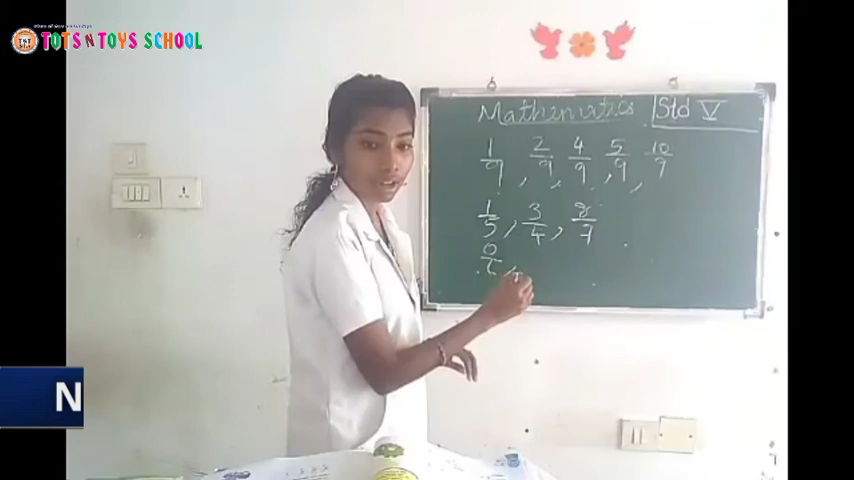 TOTS N TOYS SCHOOL
Mathematics Std V
1/9, 2/9, 4/9, 5/9, 10/9
1/5, 3/4, 8/7
N